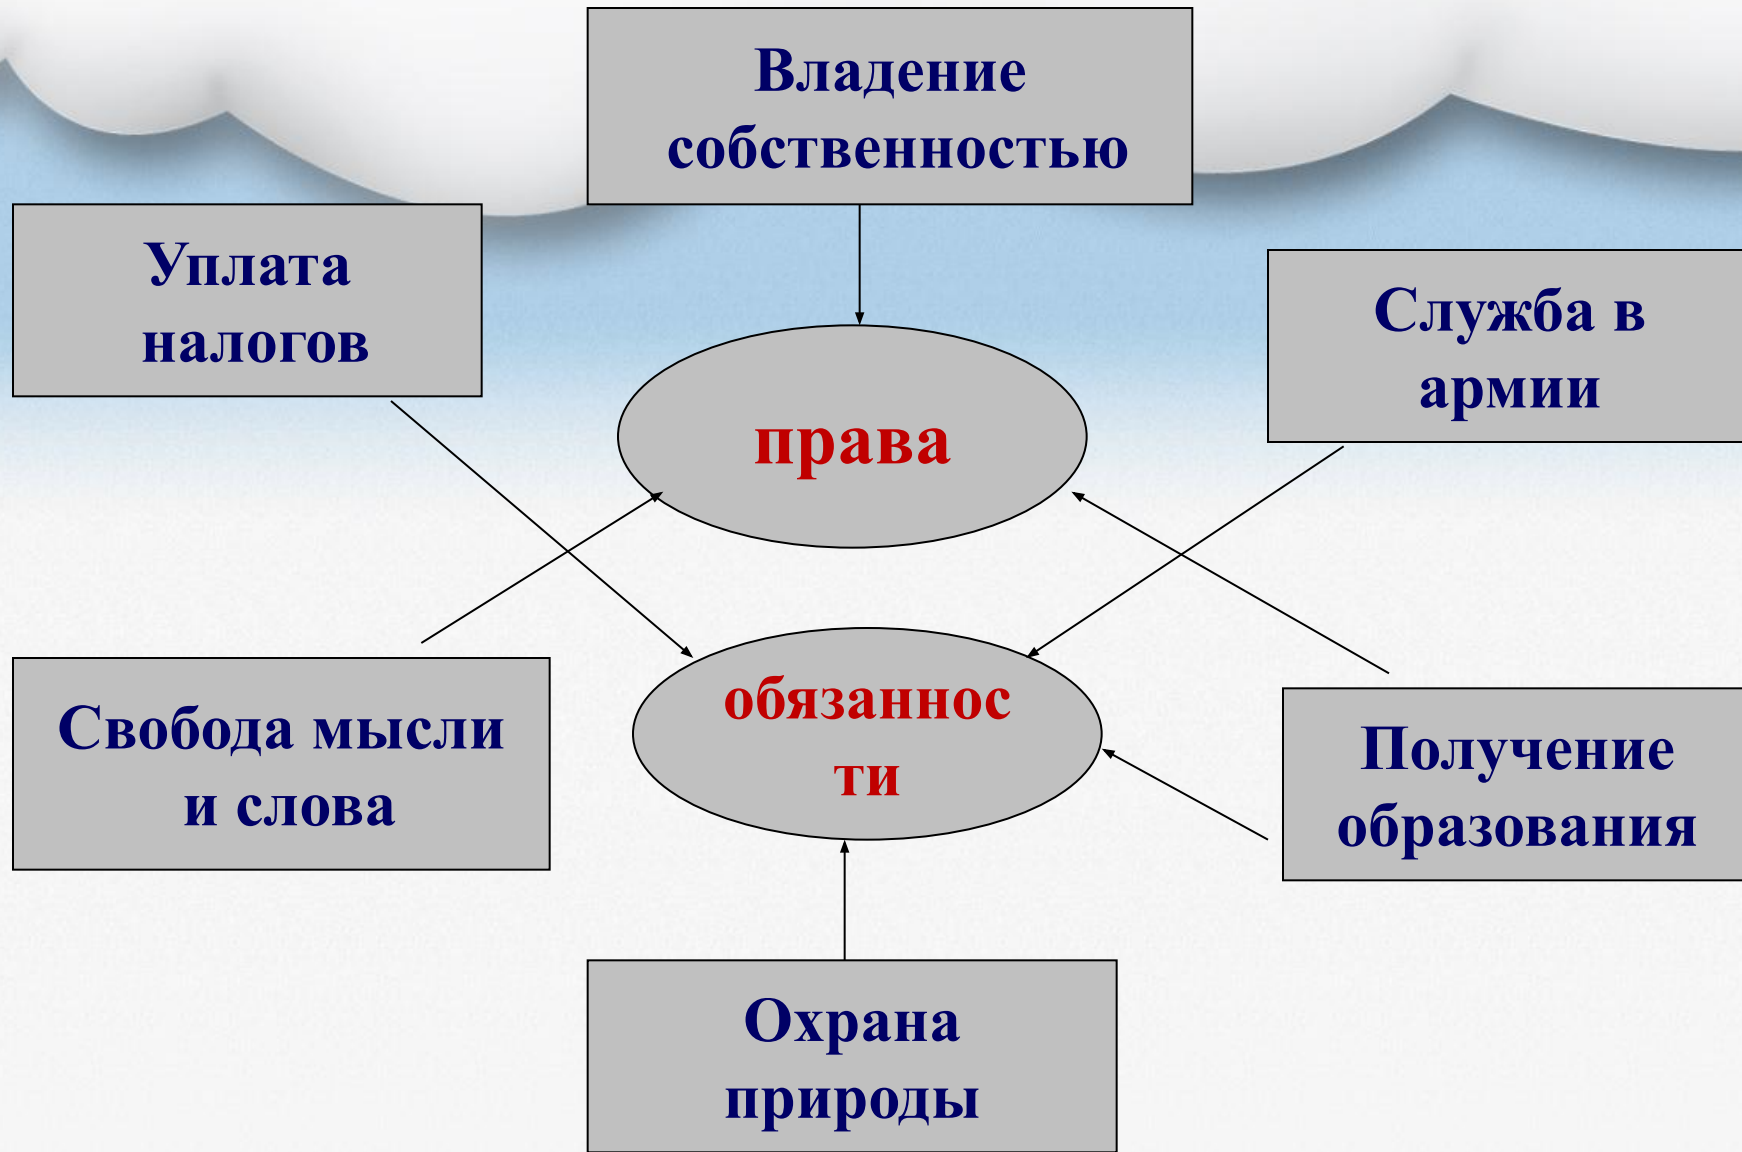 Владение
собственностью
Уплата
налогов
Служба в
армии
права
обязаннос
ти
Свобода мысли
и слова
Получение
образования
Охрана
природы